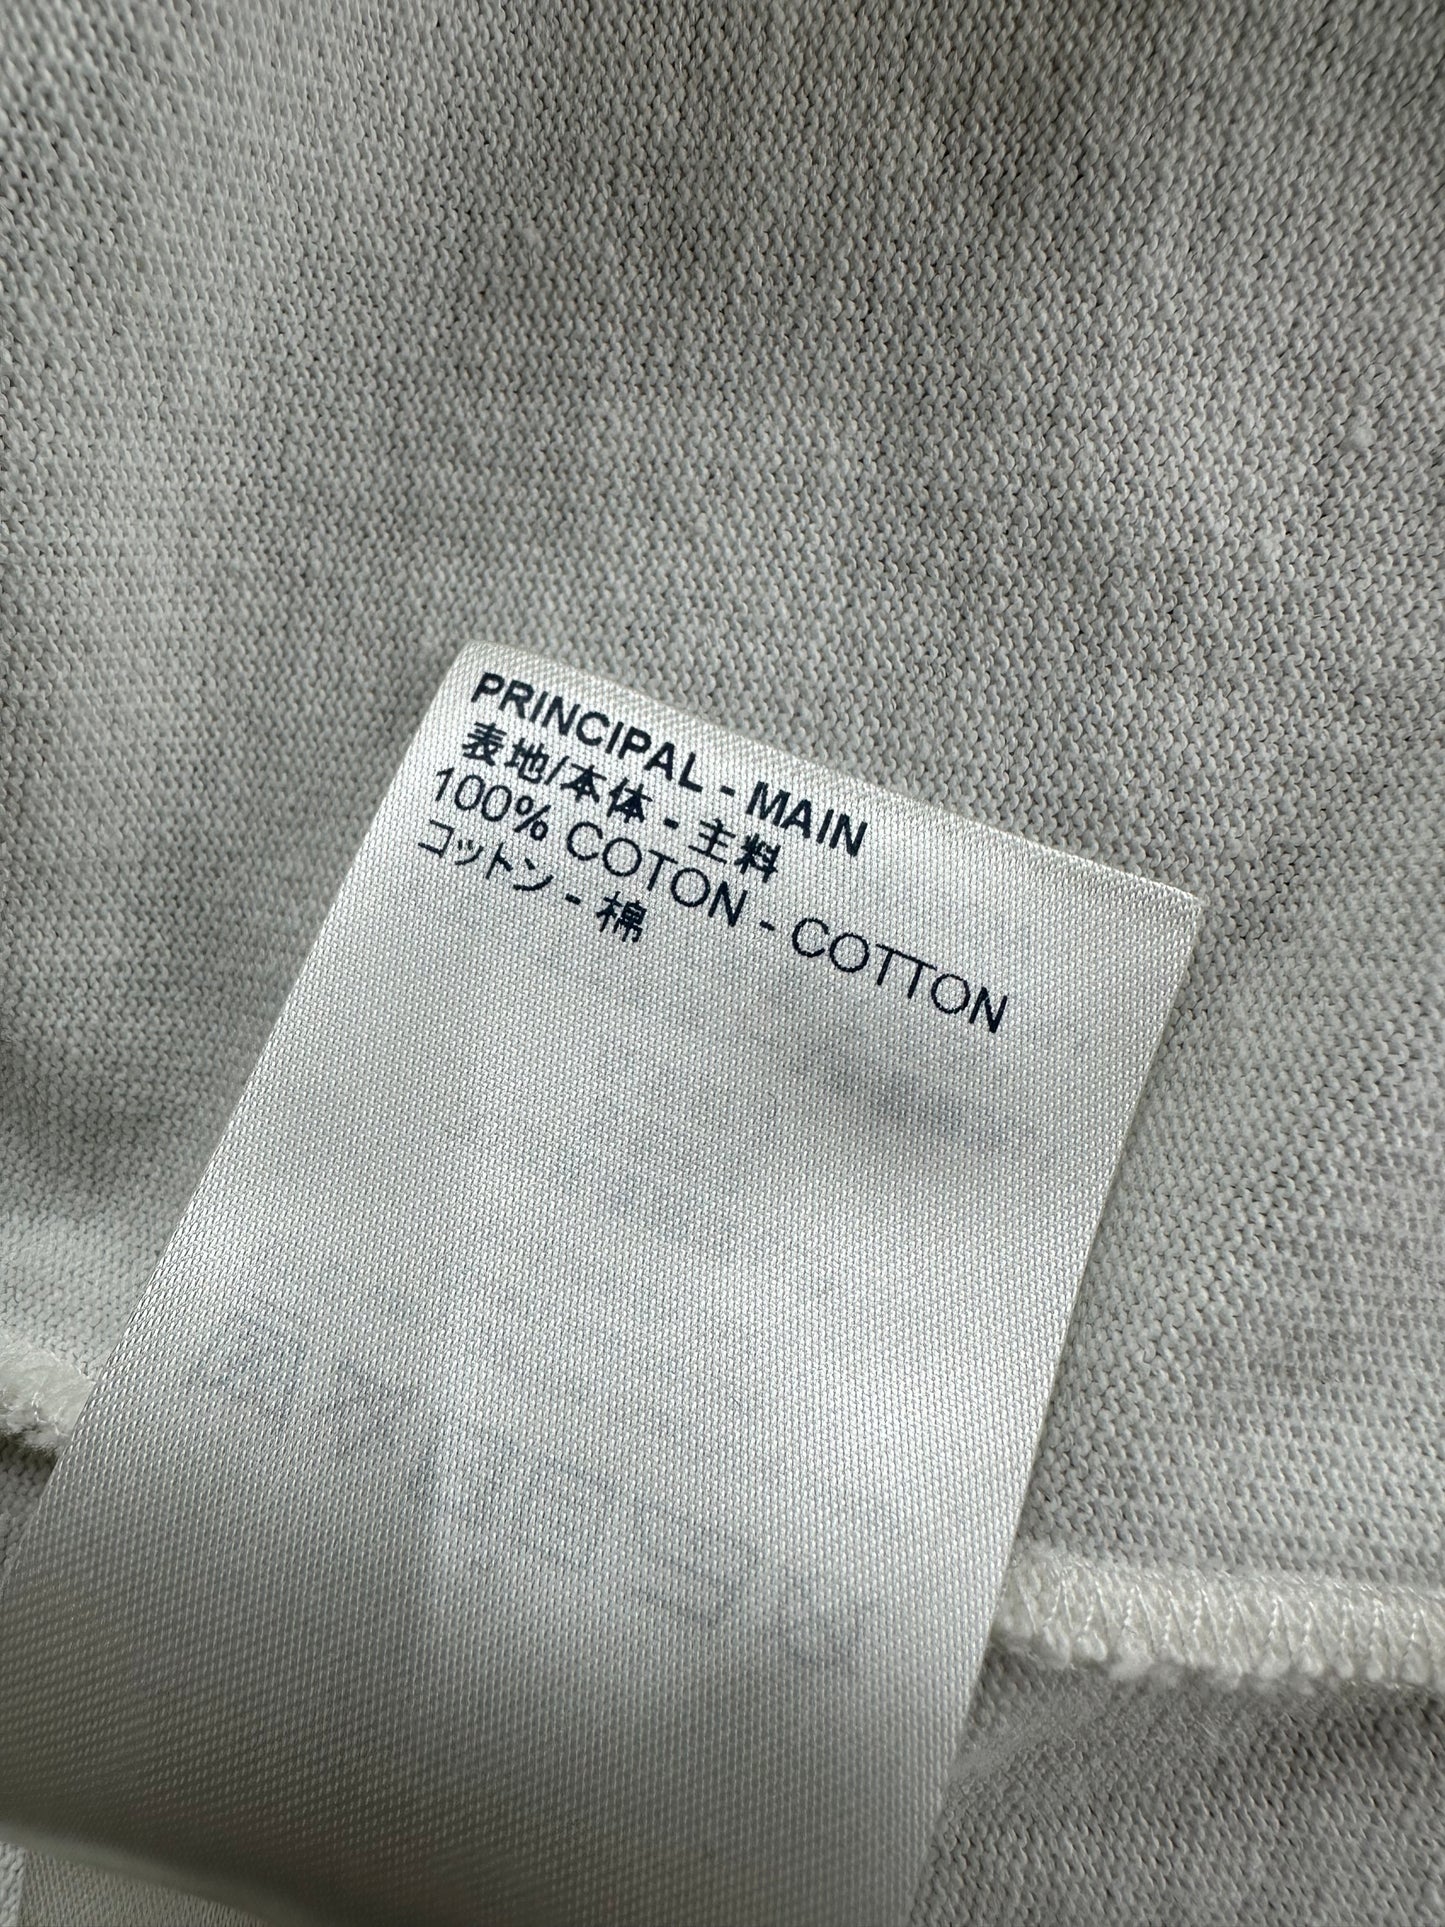 PRINCIPAL - MAIN
表地/本体 - 主料
100% COTON - COTTON
コットン - 棉